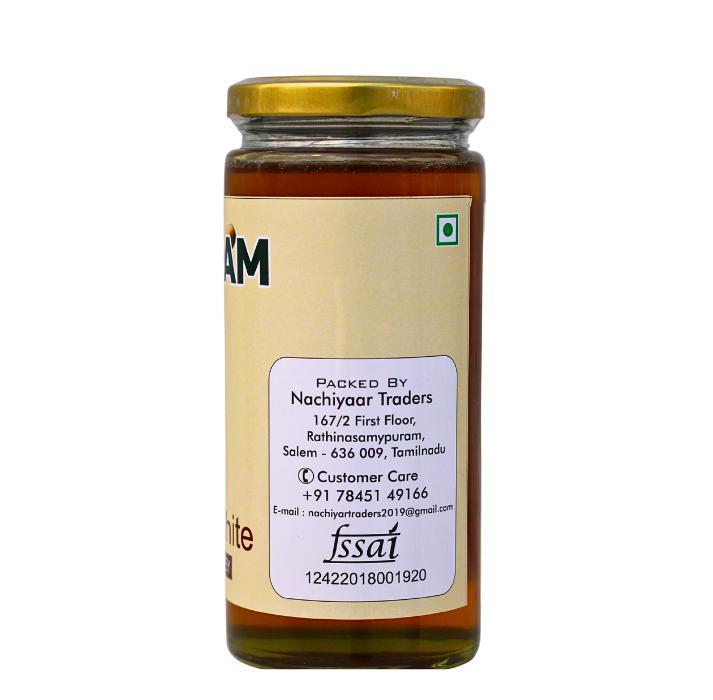 AM
PACKED BY
Nachiyaar Traders
167/2 First Floor,
Rathinasamypuram,
Salem - 636 009, Tamilnadu
Customer Care
+91 78451 49166
E-mail : nachiyartraders2019@gmail.com
fssai
12422018001920
hite